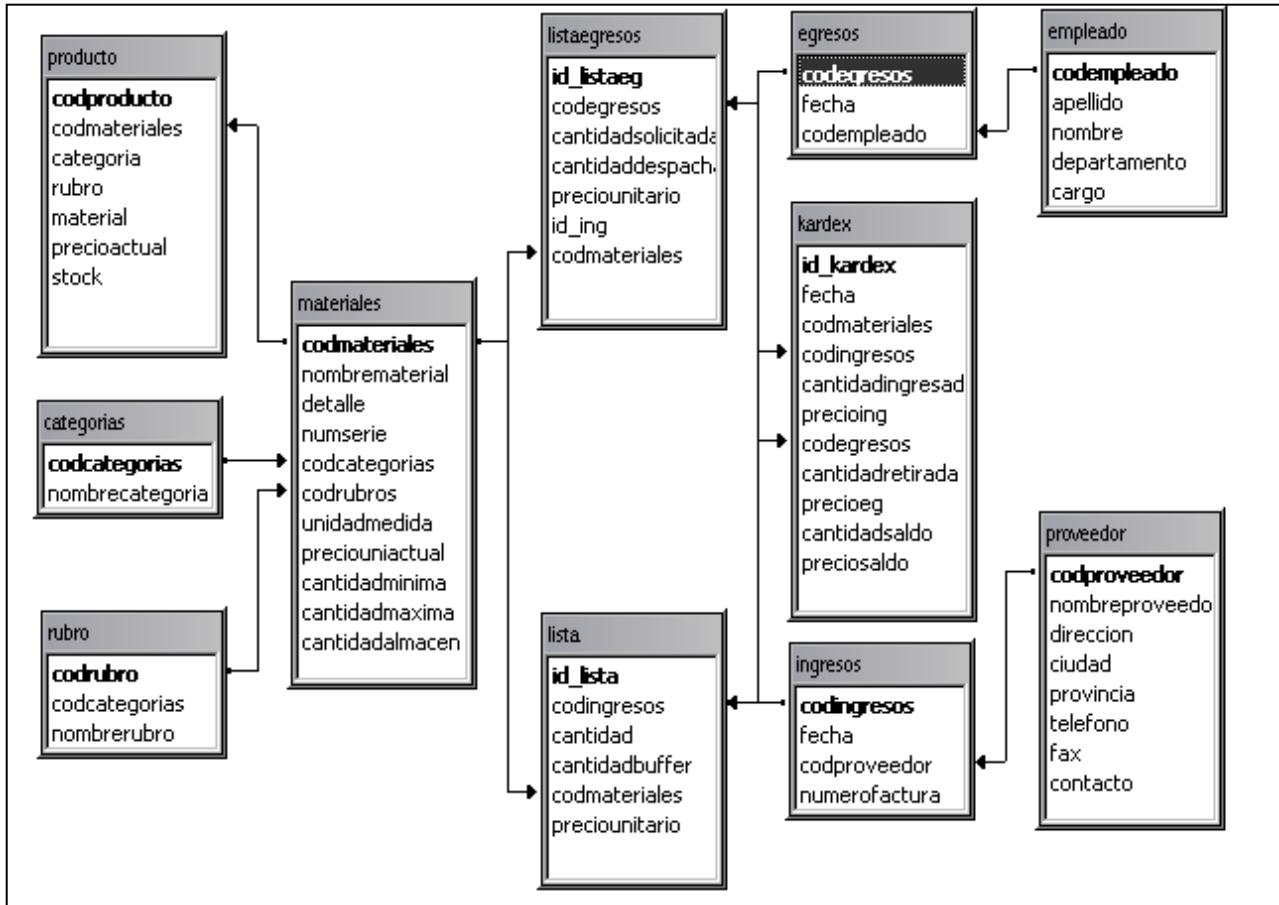 producto
codproducto
codmateriales
categoria
rubro
material
precioactual
stock
categorias
codcategorias
nombrecategoria
rubro
codrubro
codcategorias
nombrerubro
materiales
codmateriales
nombrematerial
detalle
numserie
codcategorias
codrubros
unidadmedida
preciouniactual
cantidadminima
cantidadmaxima
cantidadalmacen
listaegresos
id_listaeg
codegresos
cantidadsolicitada
cantidaddespacha
preciounitario
id_ing
codmateriales
lista
id_lista
codingresos
cantidad
cantidadbuffer
codmateriales
preciounitario
egresos
codegresos
fecha
codempleado
kardex
id_kardex
fecha
codmateriales
codingresos
cantidadingresad
precioing
codegresos
cantidadretirada
precioeg
cantidadsaldo
preciosaldo
ingresos
codingresos
fecha
codproveedor
numerofactura
empleado
codempleado
apellido
nombre
departamento
cargo
proveedor
codproveedor
nombreproveedo
direccion
ciudad
provincia
telefono
fax
contacto